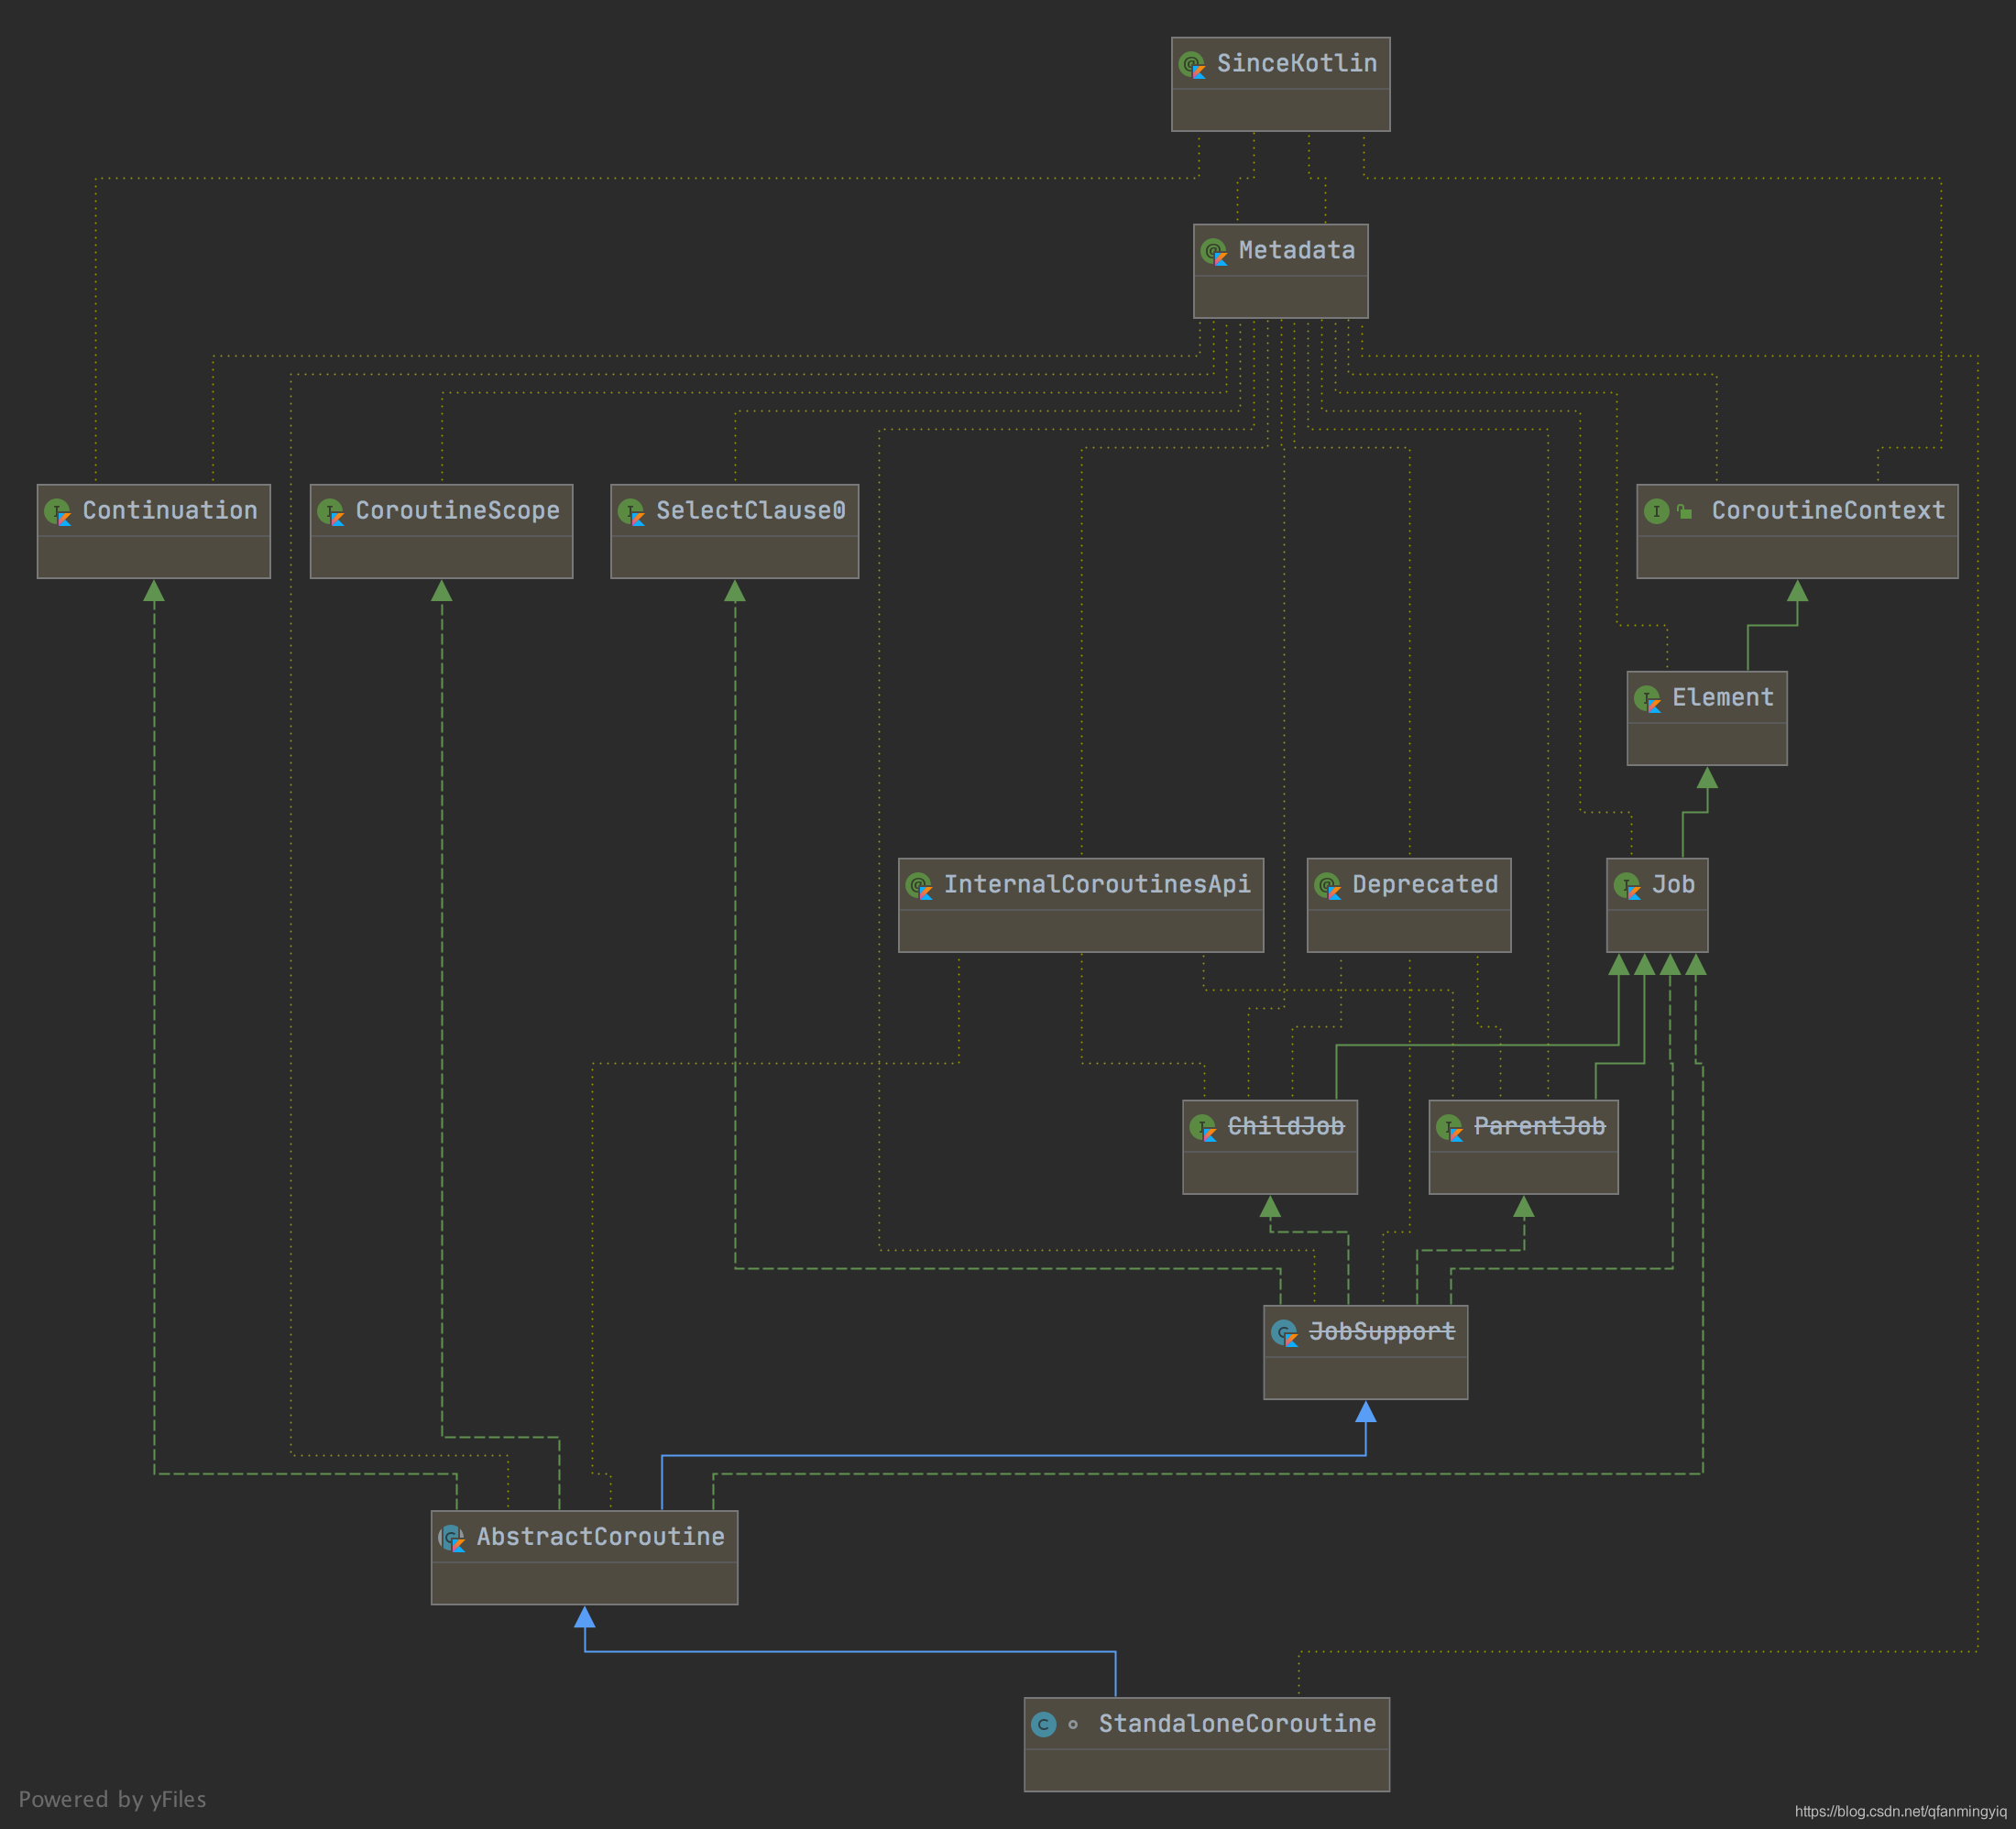 SinceKotlin
Metadata
Continuation
CoroutineScope
SelectClause0
CoroutineContext
Element
InternalCoroutinesApi
Deprecated
Job
ChildJob
ParentJob
JobSupport
AbstractCoroutine
StandaloneCoroutine
Powered by yFiles
https://blog.csdn.net/qfanmingyiq